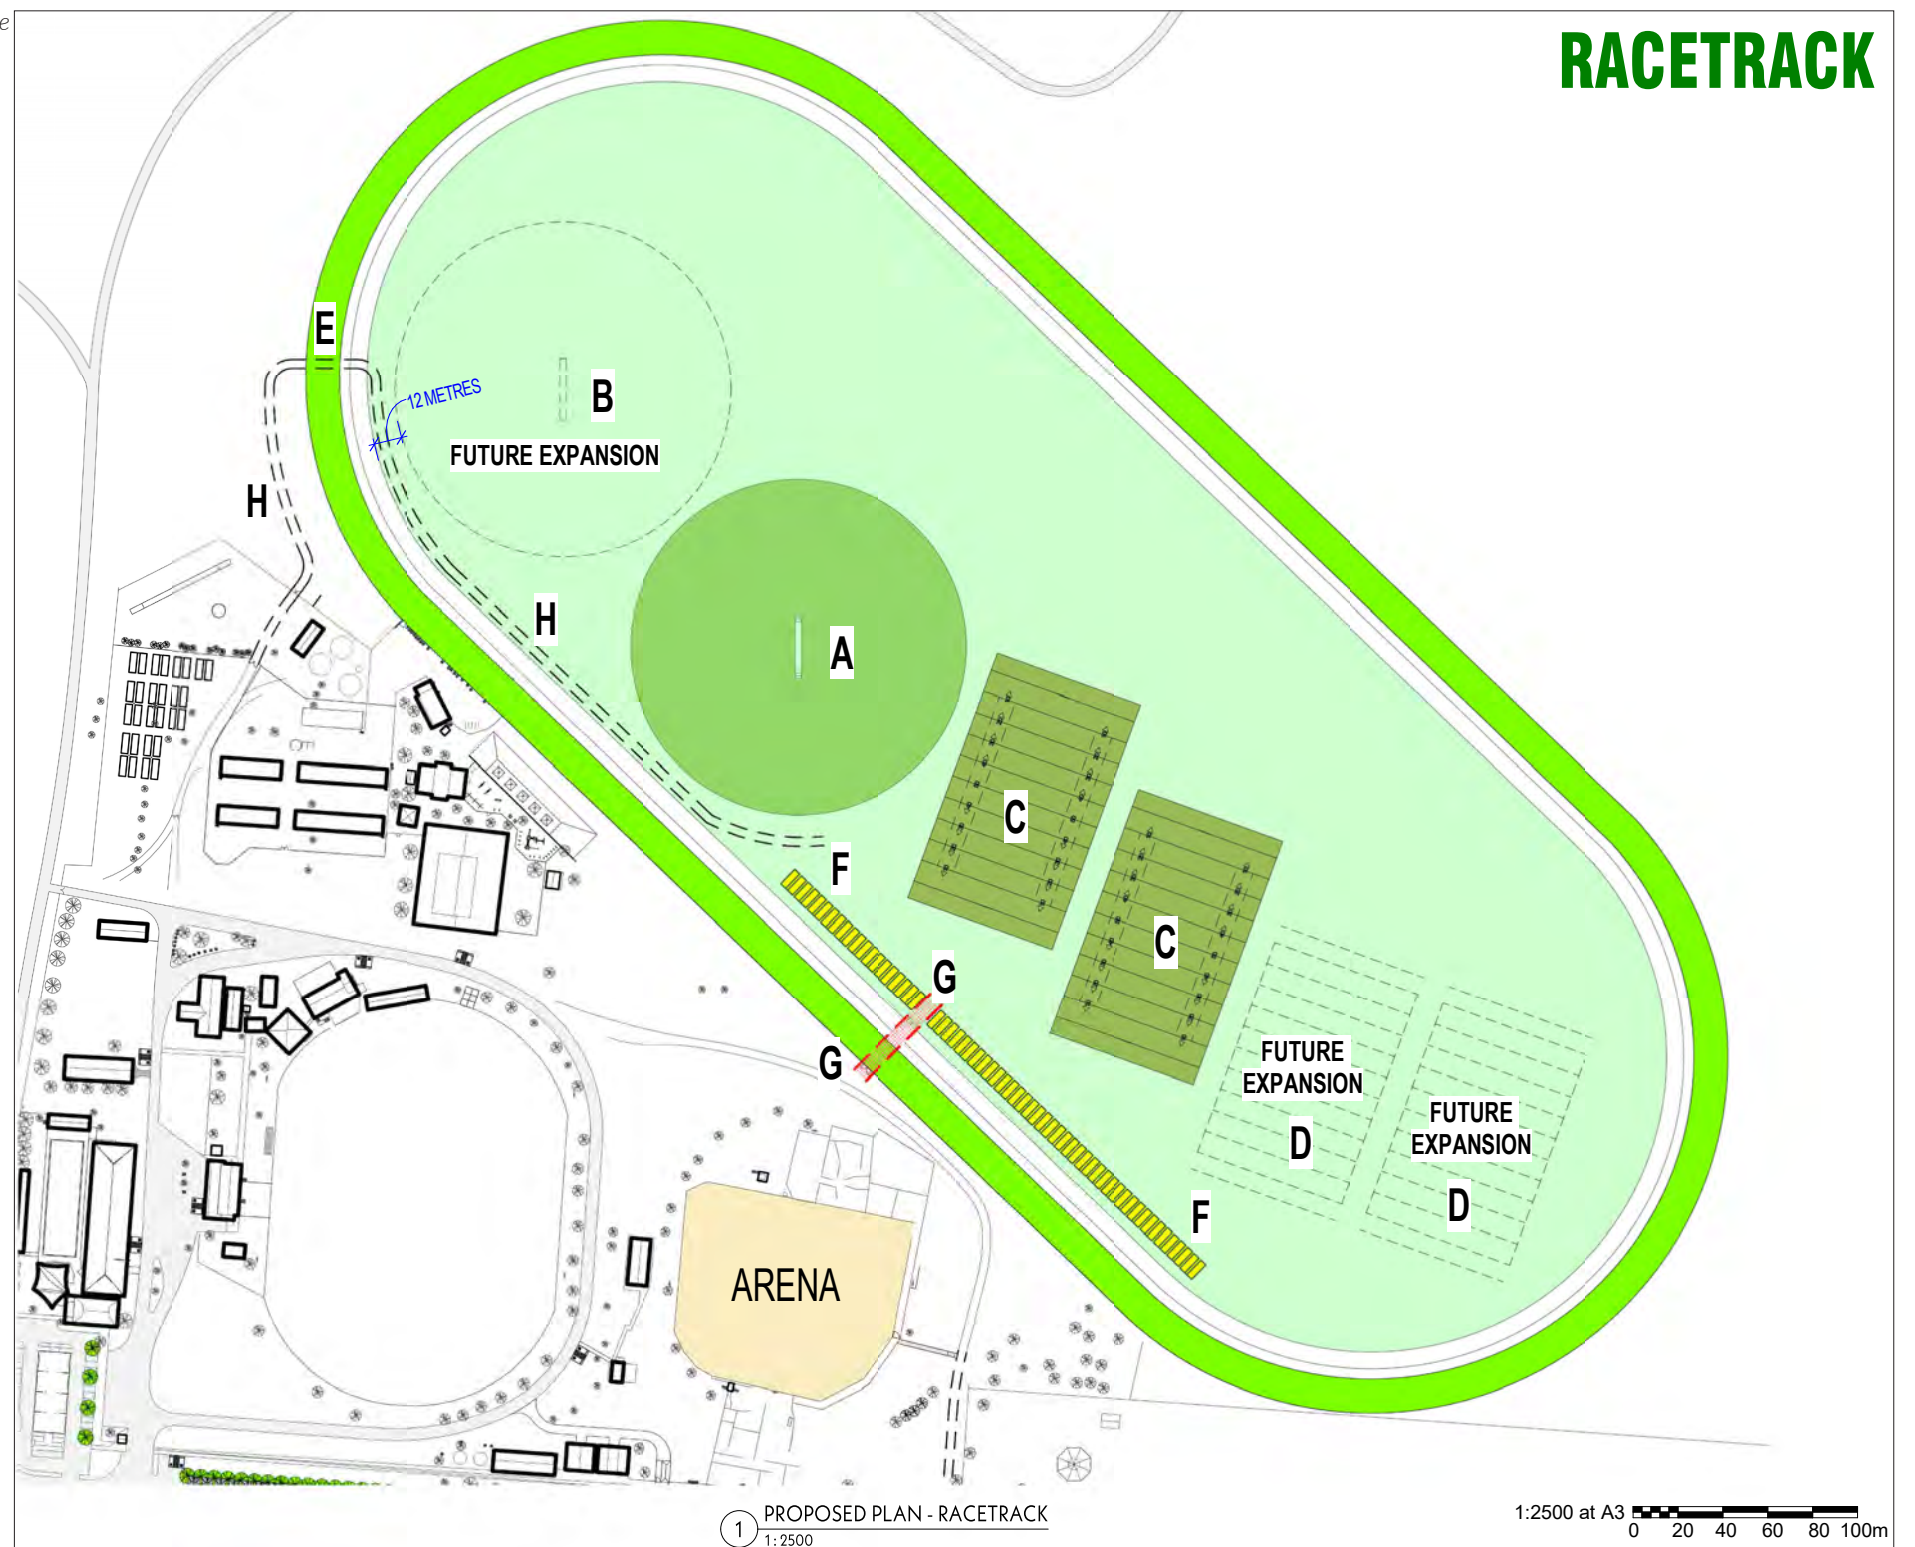 e
RACETRACK
E
12 METRES
B
FUTURE EXPANSION
H
H
A
C
F
C
G
G
FUTURE
EXPANSION
D
FUTURE
EXPANSION
D
F
ARENA
1
PROPOSED PLAN - RACETRACK
1:2500
1:2500 at A3
0 20 40 60 80 100m